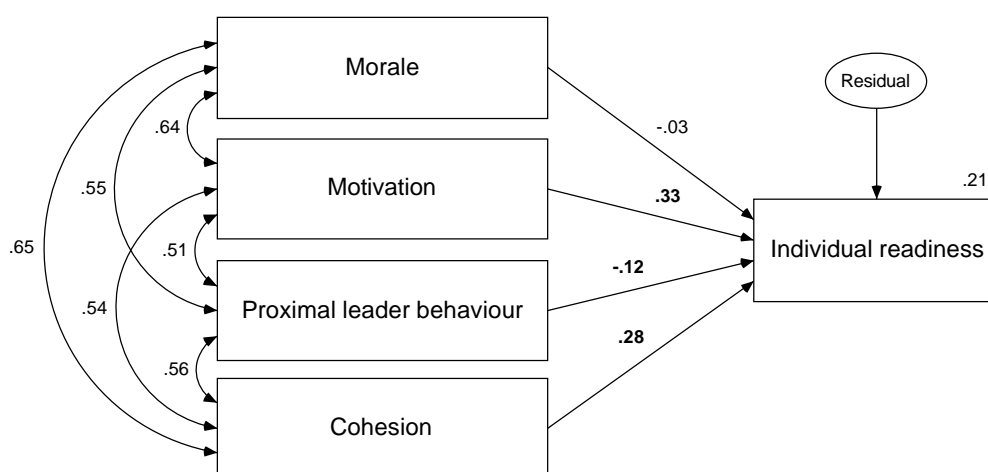 Morale
Residual
.64
-.03
Motivation
.55
.33
.21
.65
.51
Individual readiness
-.12
.54
Proximal leader behaviour
.28
.56
Cohesion